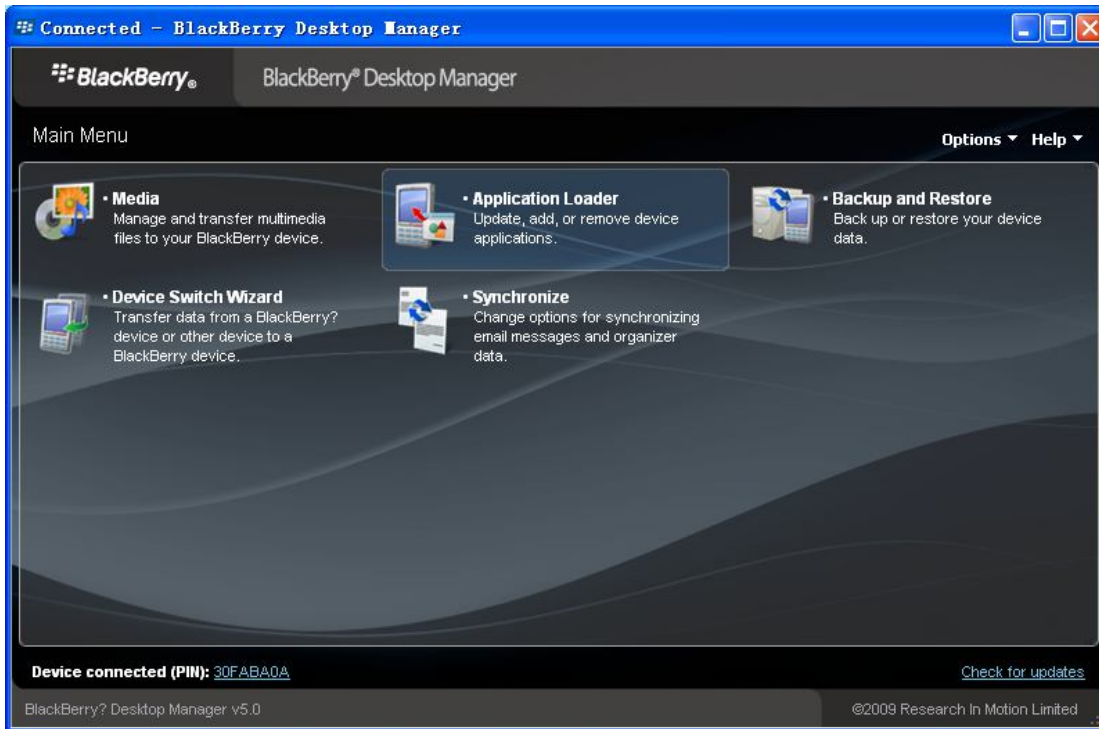 Connected - BlackBerry Desktop Manager
BlackBerry®
BlackBerry® Desktop Manager
Main Menu
Options
Help
· Media
Manage and transfer multimedia
files to your BlackBerry device.
· Application Loader
Update, add, or remove device
applications.
· Backup and Restore
Back up or restore your device
data.
· Device Switch Wizard
Transfer data from a BlackBerry?
device or other device to a
BlackBerry device.
· Synchronize
Change options for synchronizing
email messages and organizer
data.
Device connected (PIN): 30FABA0A
Check for updates
BlackBerry? Desktop Manager v5.0
©2009 Research In Motion Limited